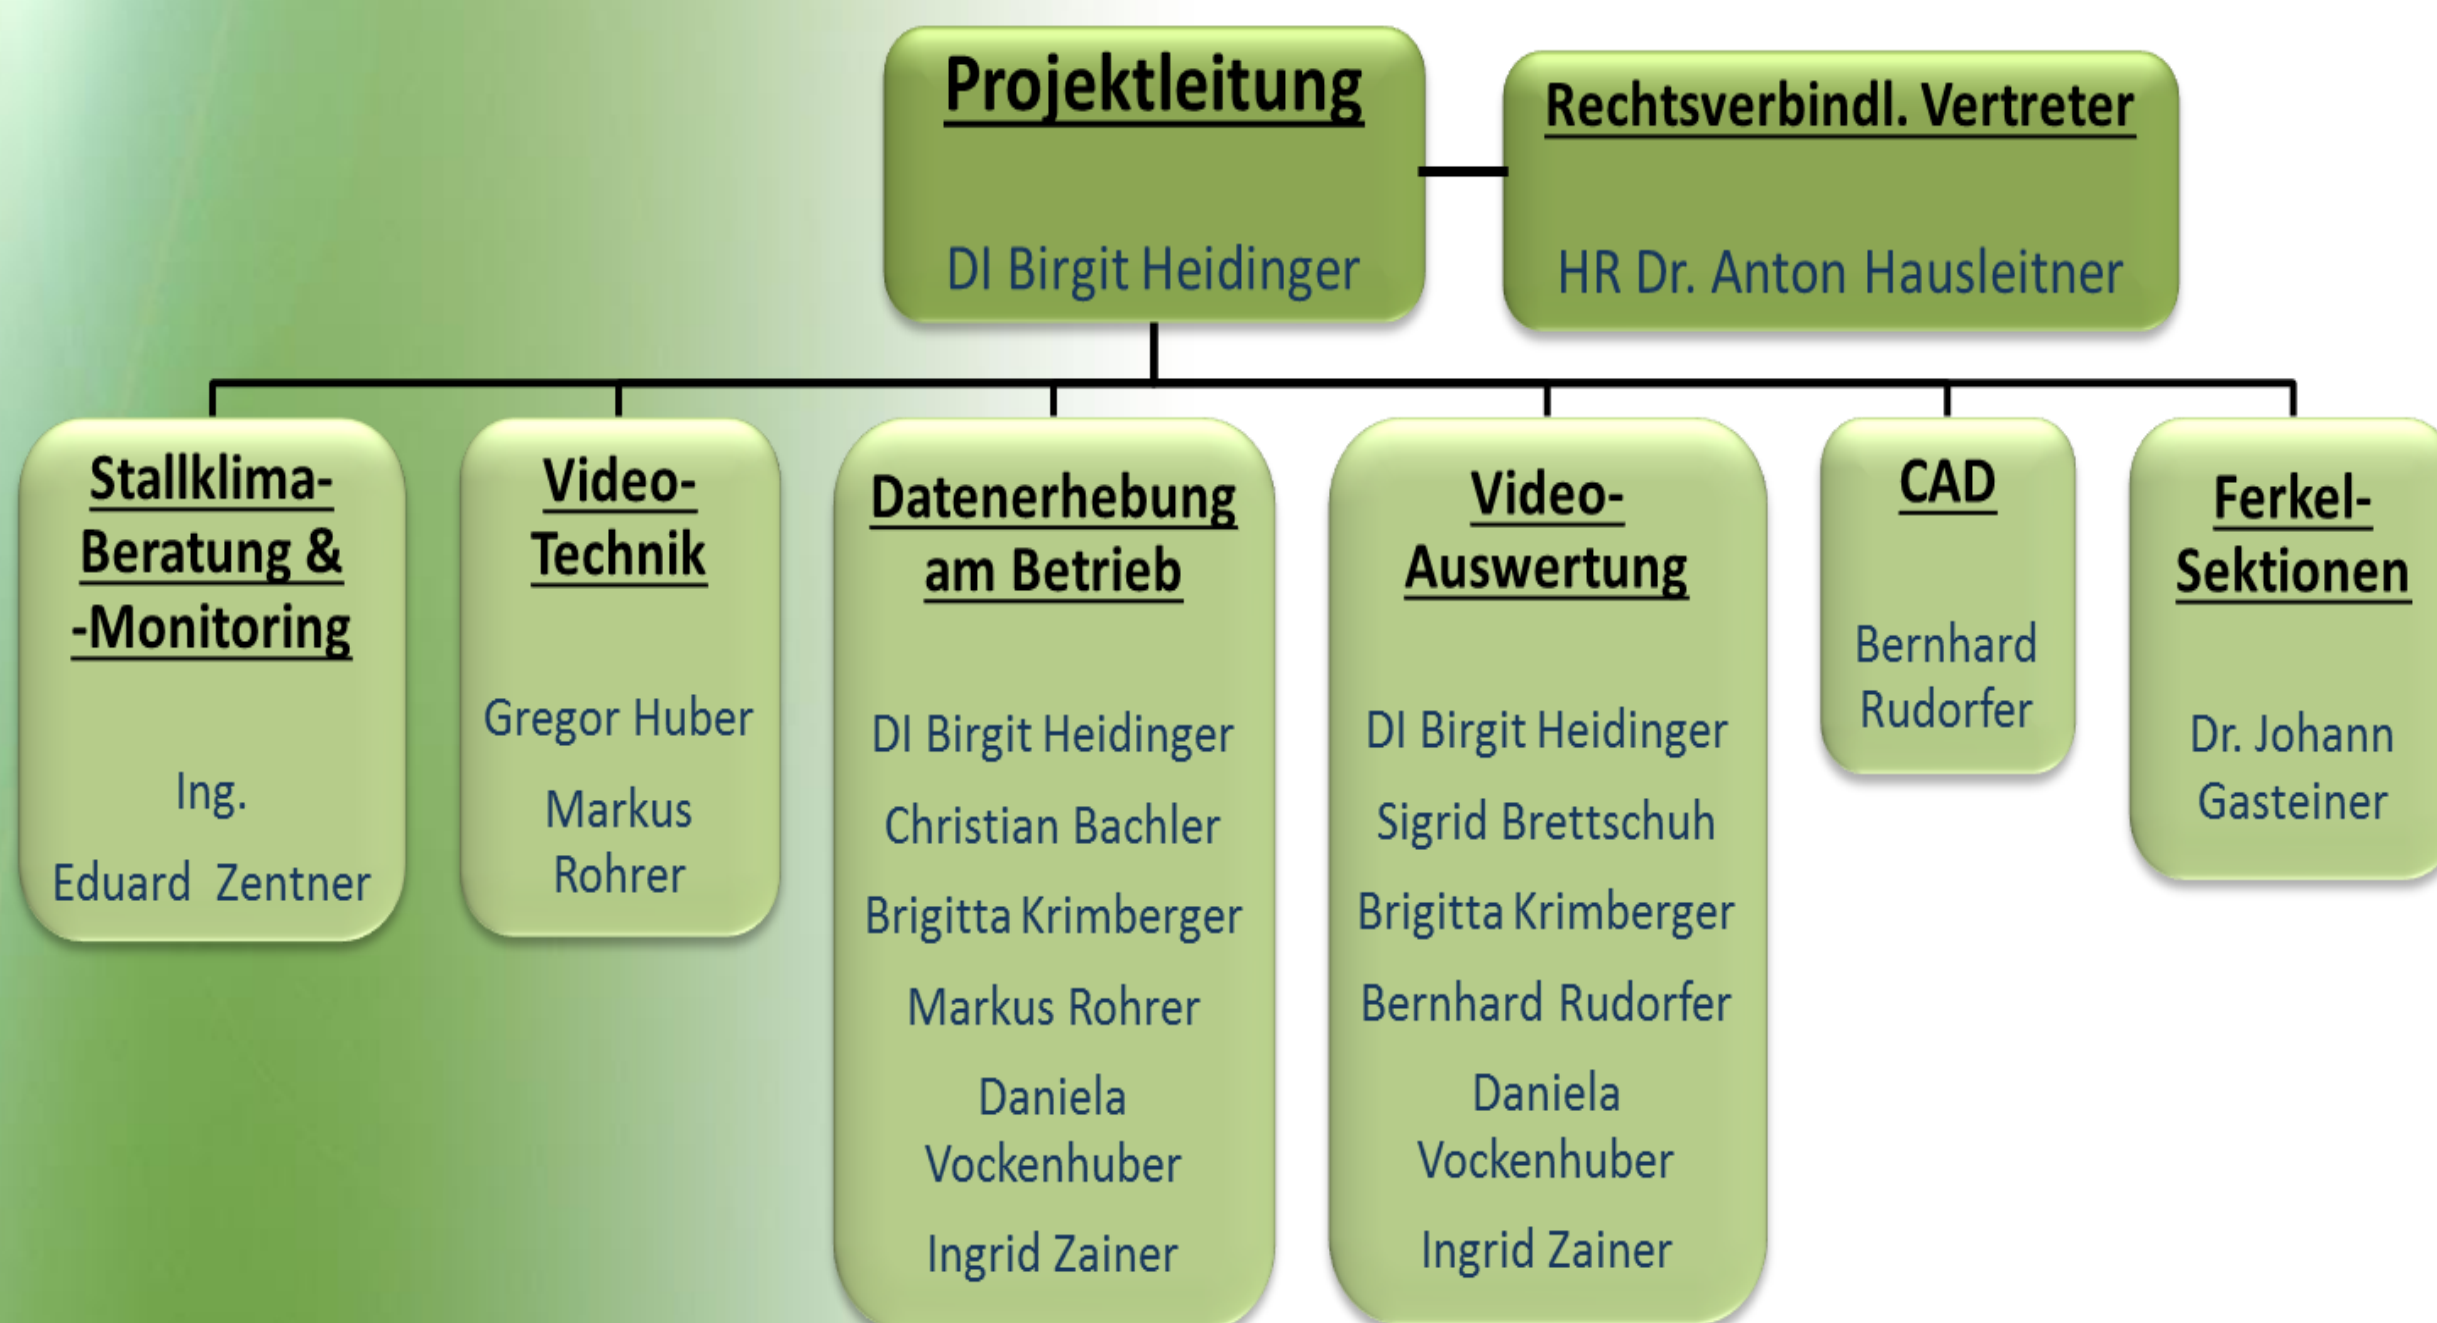 Projektleitung
DI Birgit Heidinger
Rechtsverbindl. Vertreter
HR Dr. Anton Hausleitner
Stallklima-
Beratung &
-Monitoring
Ing.
Eduard Zentner
Video-
Technik
Gregor Huber
Markus
Rohrer
Datenerhebung
am Betrieb
DI Birgit Heidinger
Christian Bachler
Brigitta Krimberger
Markus Rohrer
Daniela
Vockenhuber
Ingrid Zainer
Video-
Auswertung
DI Birgit Heidinger
Sigrid Brettschuh
Brigitta Krimberger
Bernhard Rudorfer
Daniela
Vockenhuber
Ingrid Zainer
CAD
Bernhard
Rudorfer
Ferkel-
Sektionen
Dr. Johann
Gasteiner